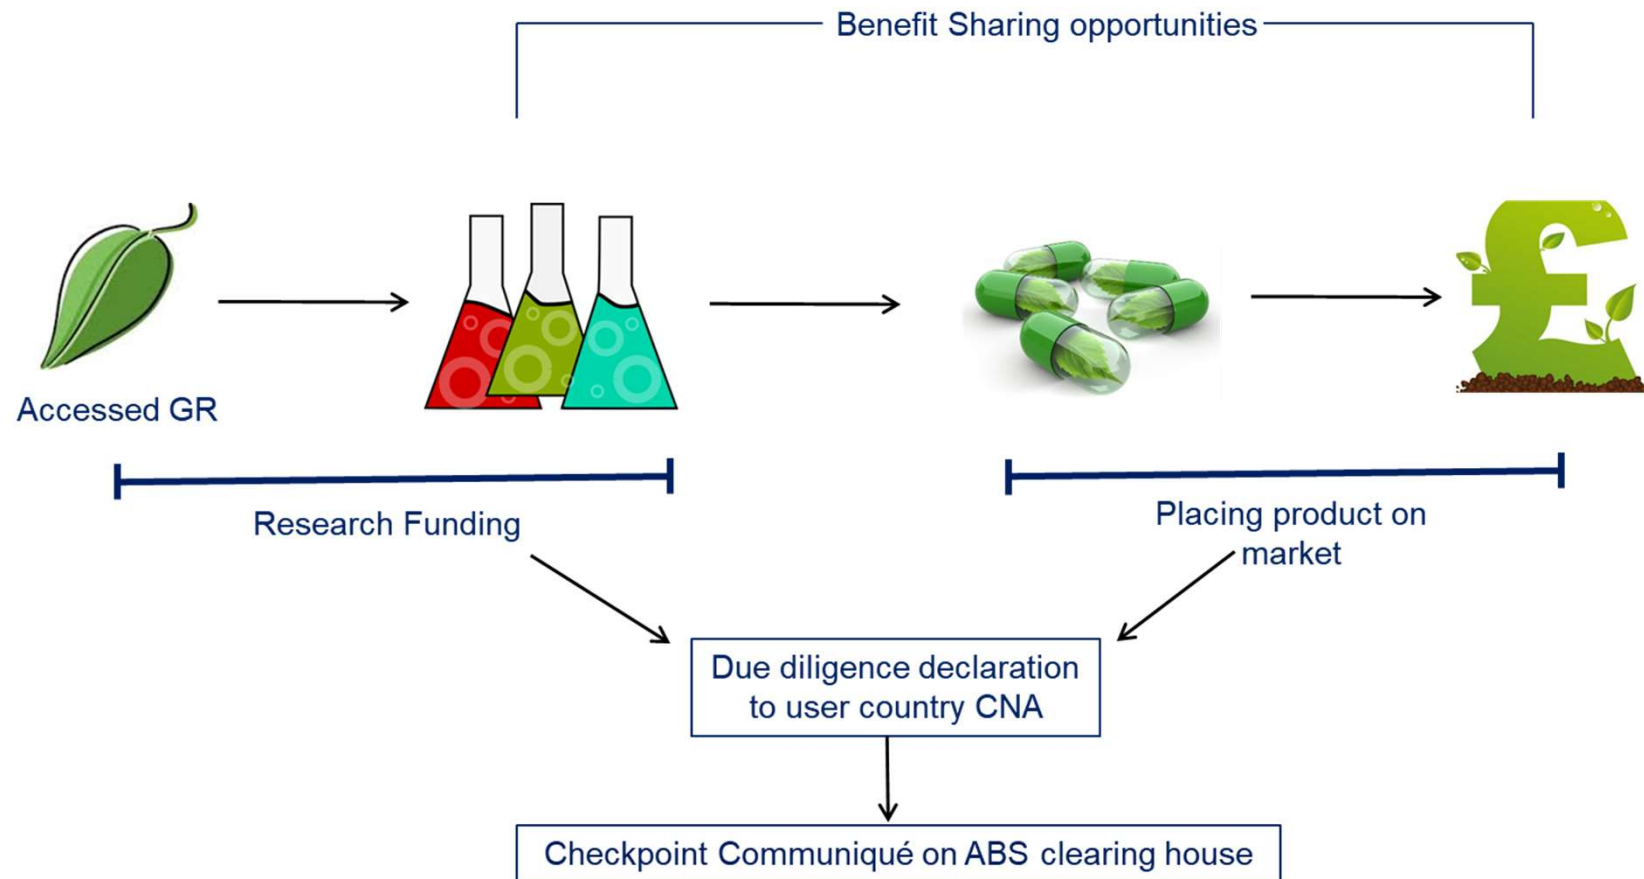 Benefit Sharing opportunities
Accessed GR
Research Funding
Placing product on
market
Due diligence declaration
to user country CNA
Checkpoint Communiqué on ABS clearing house